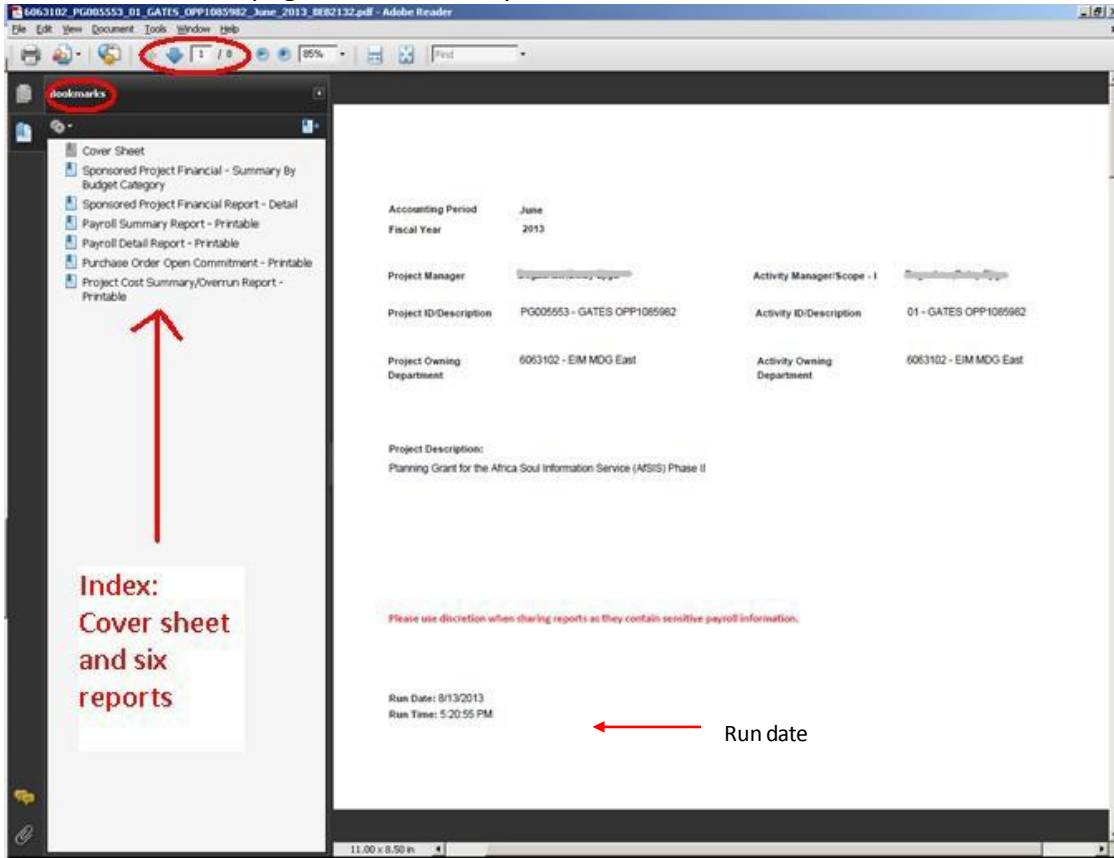 6063102_PG005553_01_GATES_OPP1085982_June_2013_8E82132.pdf - Adobe Reader
File Edit View Document Tools Window Help
1 / 8 85% Find
Bookmarks
Cover Sheet
Sponsored Project Financial - Summary By
Budget Category
Sponsored Project Financial Report - Detail
Payroll Summary Report - Printable
Payroll Detail Report - Printable
Purchase Order Open Commitment - Printable
Project Cost Summary/Overrun Report -
Printable
Index:
Cover sheet
and six
reports
Accounting Period June
Fiscal Year 2013
Project Manager Activity Manager/Scope - I
Project ID/Description PG005553 - GATES OPP1085982 Activity ID/Description 01 - GATES OPP1085982
Project Owning 6063102 - EIM MDG East Activity Owning 6063102 - EIM MDG East
Department Department
Project Description:
Planning Grant for the Africa Soul Information Service (AfSIS) Phase II
Please use discretion when sharing reports as they contain sensitive payroll information.
Run Date: 8/13/2013
Run Time: 5:20:55 PM
Run date
11.00 x 8.50 in